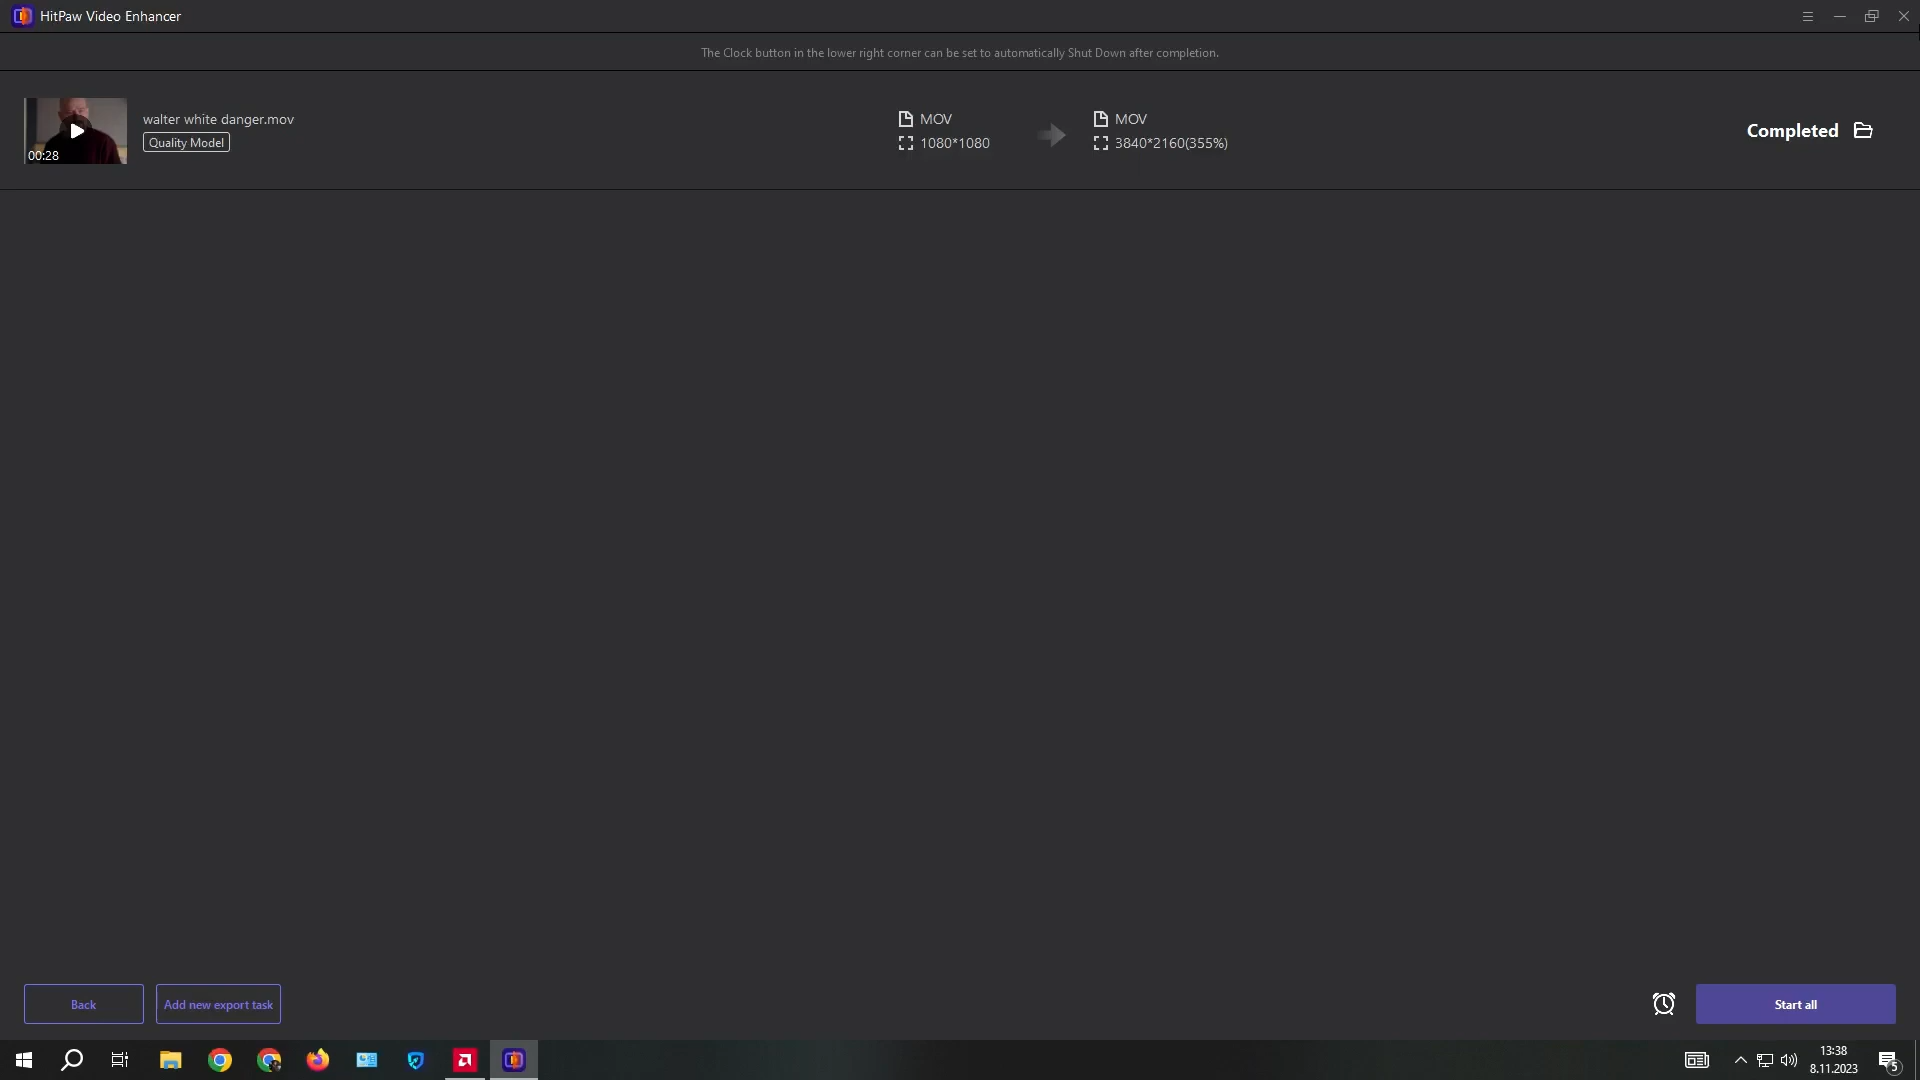 HitPaw Video Enhancer
The Clock button in the lower right corner can be set to automatically Shut Down after completion.
walter white danger.mov
Quality Model
00:28
MOV
1080*1080
MOV
3840*2160(355%)
Completed
Back
Add new export task
Start all
13:38
8.11.2023
5